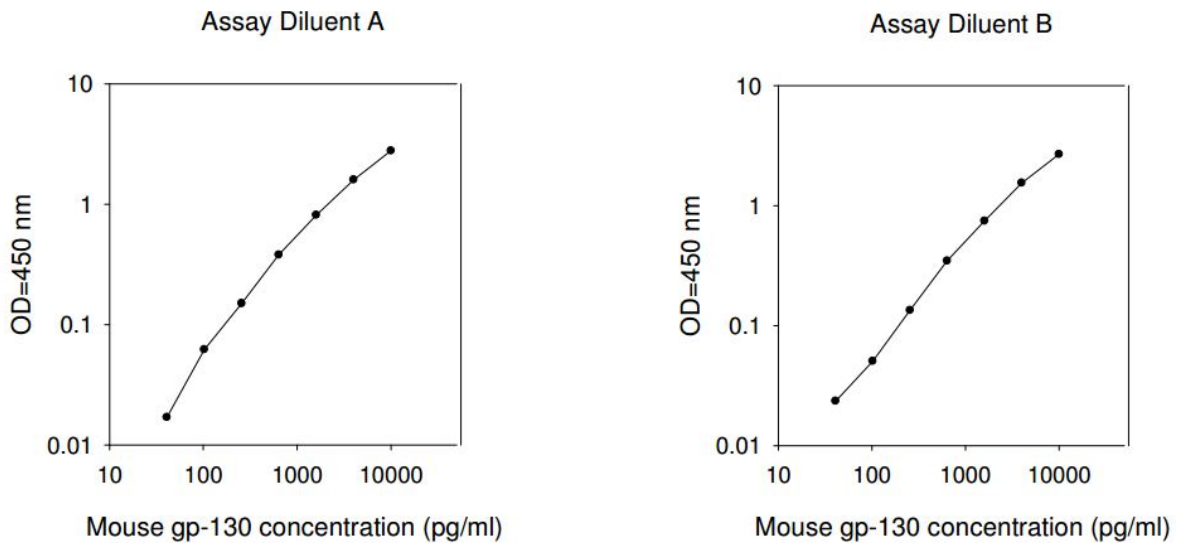 Assay Diluent A
10
1
0.1
0.01
OD=450 nm
10 100 1000 10000
Mouse gp-130 concentration (pg/ml)
Assay Diluent B
10
1
0.1
0.01
OD=450 nm
10 100 1000 10000
Mouse gp-130 concentration (pg/ml)